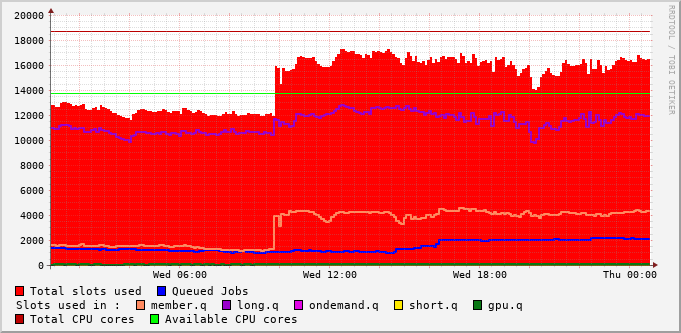 20000
18000
16000
14000
12000
10000
8000
6000
4000
2000
0
Wed 06:00 Wed 12:00 Wed 18:00 Thu 00:00
RRDTOOL / TOBI OETIKER
Total slots used Queued Jobs
Slots used in : member.q long.q ondemand.q short.q gpu.q
Total CPU cores Available CPU cores